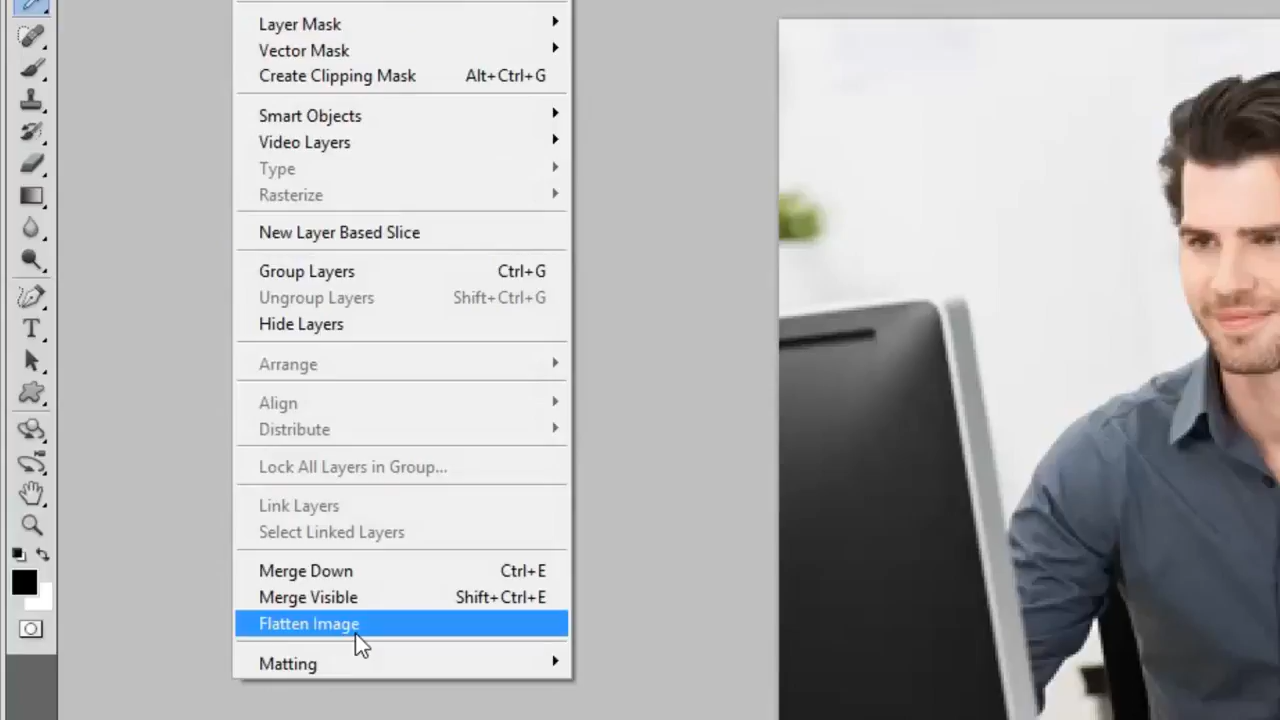 Layer Mask
Vector Mask
Create Clipping Mask Alt+Ctrl+G
Smart Objects
Video Layers
Type
Rasterize
New Layer Based Slice
Group Layers Ctrl+G
Ungroup Layers Shift+Ctrl+G
Hide Layers
Arrange
Align
Distribute
Lock All Layers in Group...
Link Layers
Select Linked Layers
Merge Down Ctrl+E
Merge Visible Shift+Ctrl+E
Flatten Image
Matting